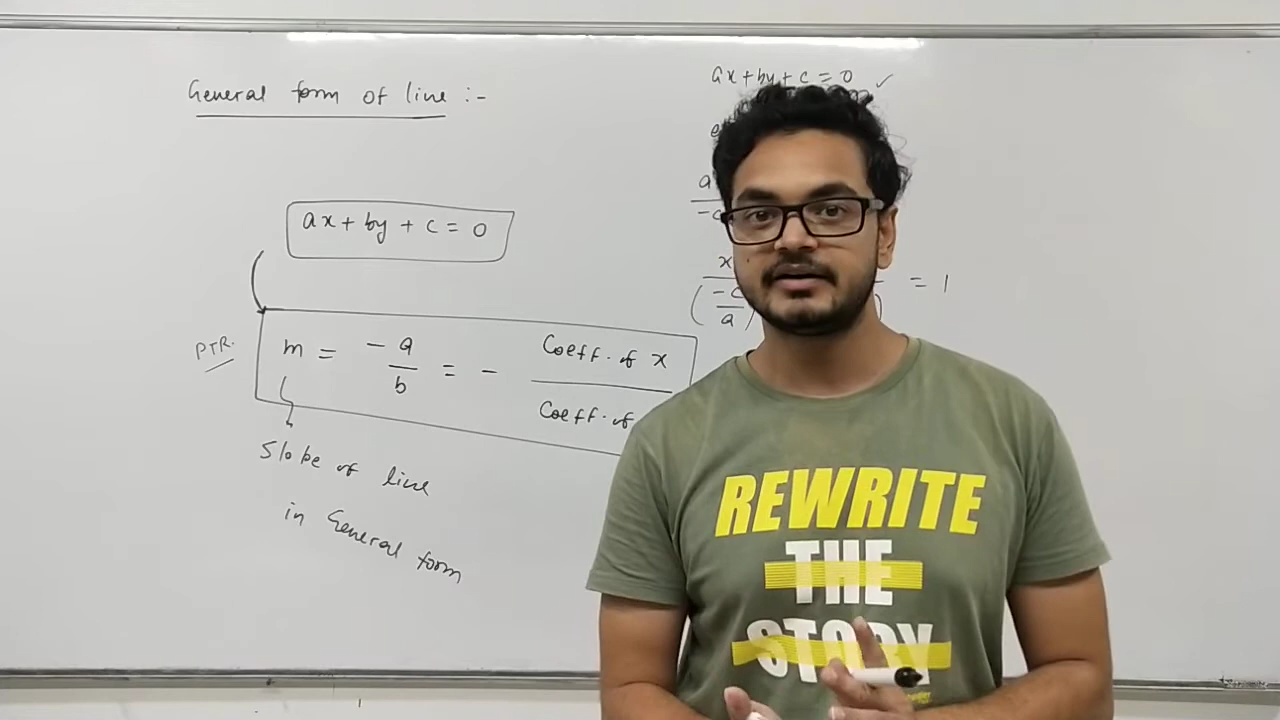 General form of line :-
ax + by + c = 0
PTR.
m = -a/b = - Coeff. of x / Coeff. of
Slope of line
in General form
ax + by + c = 0 ✓
a
-c
x
(-c/a) = 1
REWRITE
THE
STORY